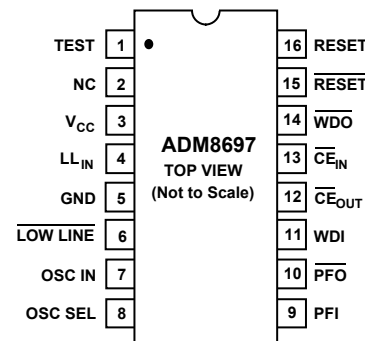 TEST 1 16 RESET
NC 2 15 RESET
VCC 3 14 WDO
LLIN 4 13 CEIN
GND 5 12 CEOUT
LOW LINE 6 11 WDI
OSC IN 7 10 PFO
OSC SEL 8 9 PFI
ADM8697
TOP VIEW
(Not to Scale)